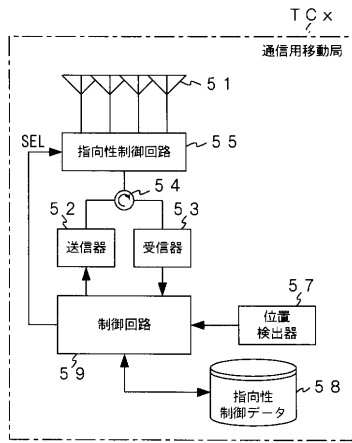 TCx
通信用移動局
51
SEL
指向性制御回路
55
54
52
53
送信器
受信器
57
制御回路
位置
検出器
59
58
指向性
制御データ